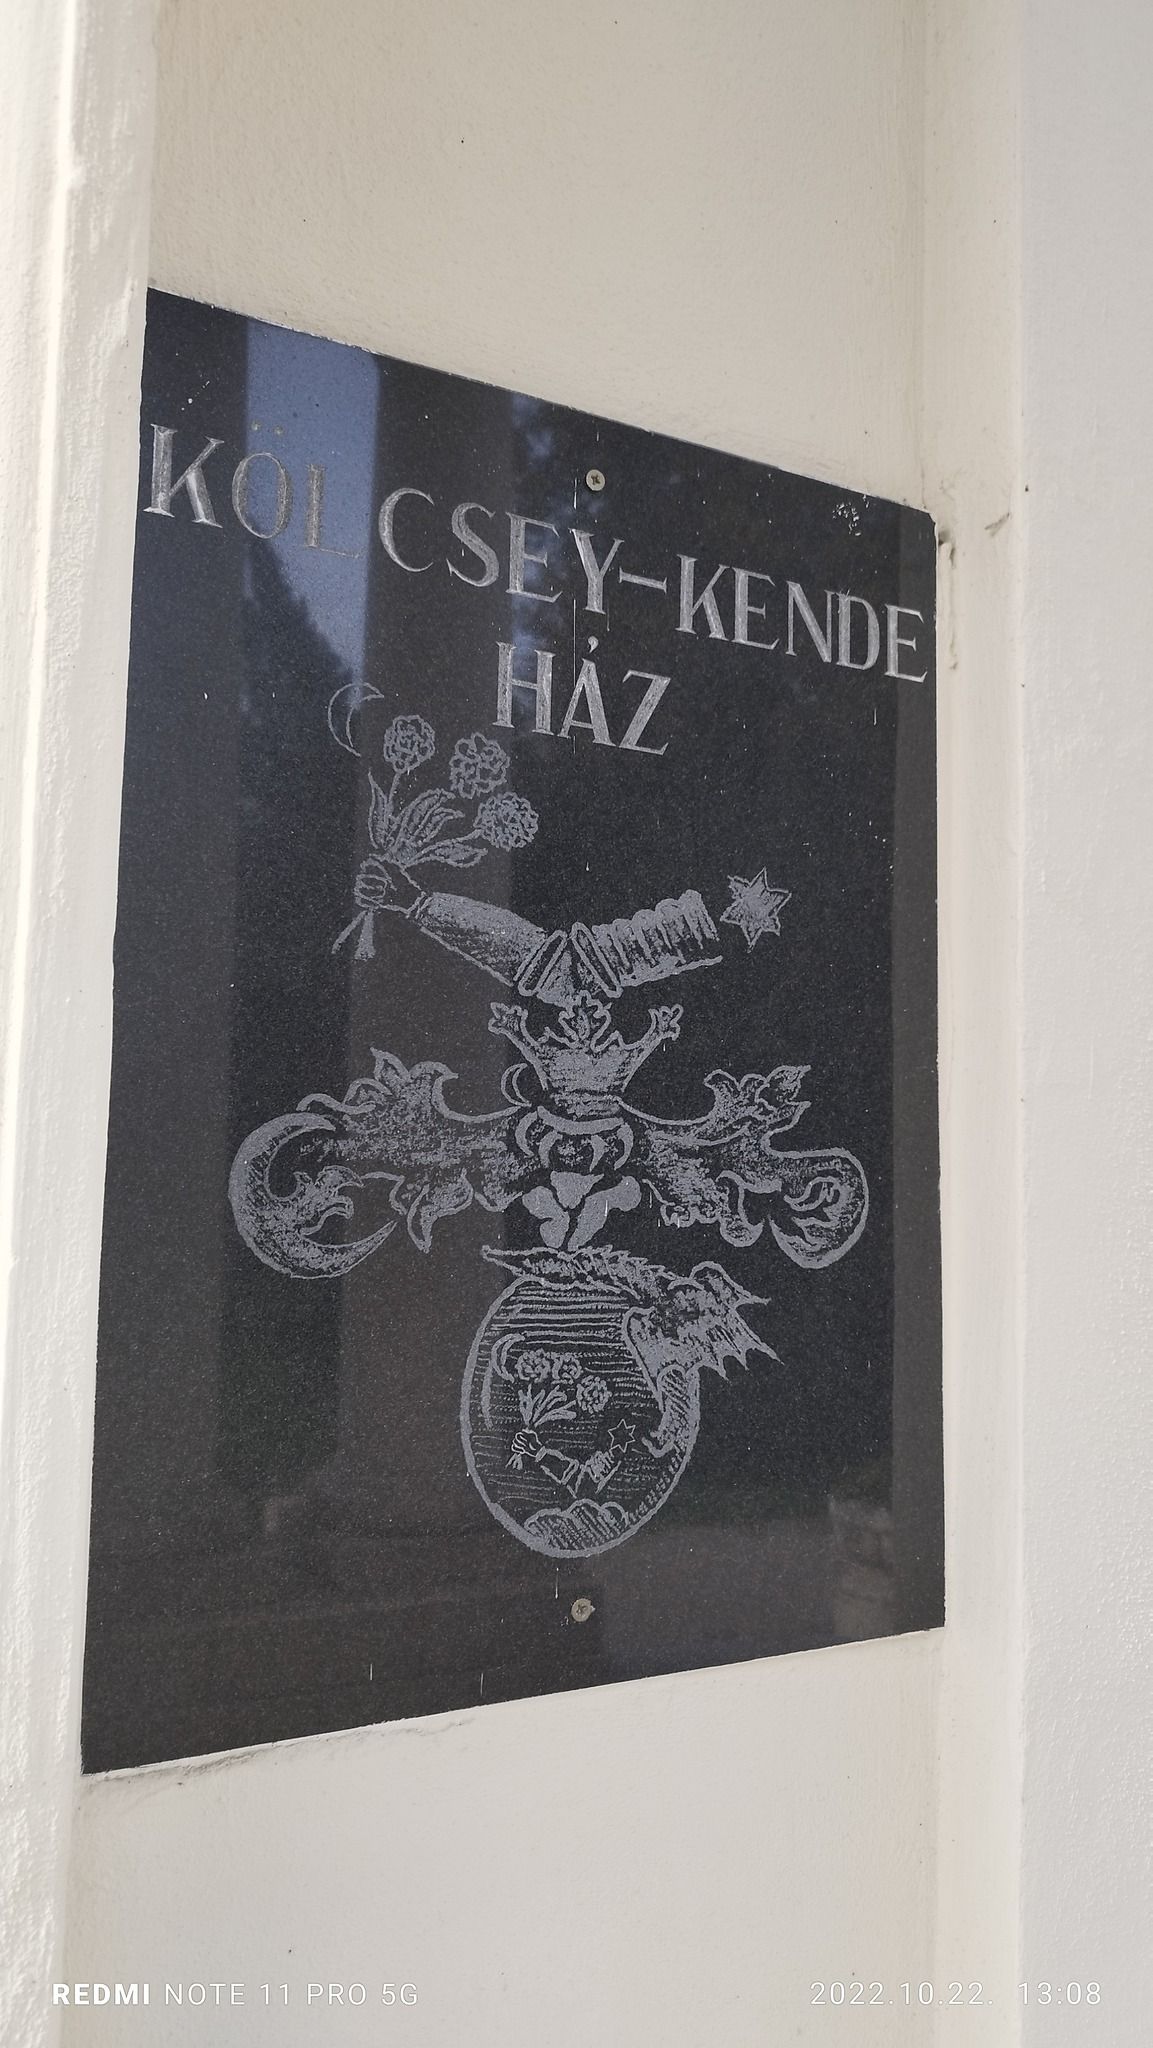 KÖLCSEY-KENDE
HÁZ
REDMI NOTE 11 PRO 5G
2022.10.22. 13:08